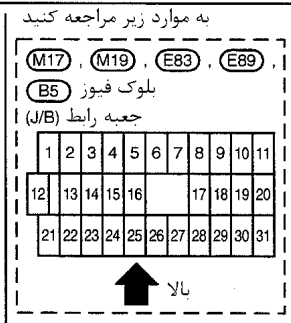 به موارد زیر مراجعه کنید
M17 , M19 , E83 , E89 ,
بلوک فیوز B5
جعبه رابط (J/B)
1 2 3 4 5 6 7 8 9 10 11
12 13 14 15 16 17 18 19 20
21 22 23 24 25 26 27 28 29 30 31
بالا